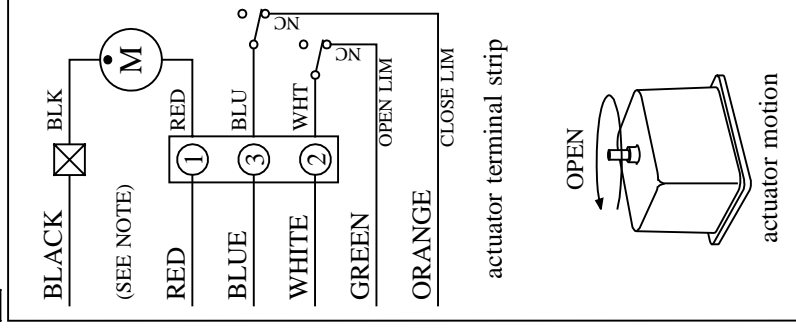 BLACK
BLK
M
(SEE NOTE)
RED
1
RED
BLUE
3
BLU
NC
WHITE
2
WHT
NC
GREEN
OPEN LIM
ORANGE
CLOSE LIM
actuator terminal strip
OPEN
actuator motion